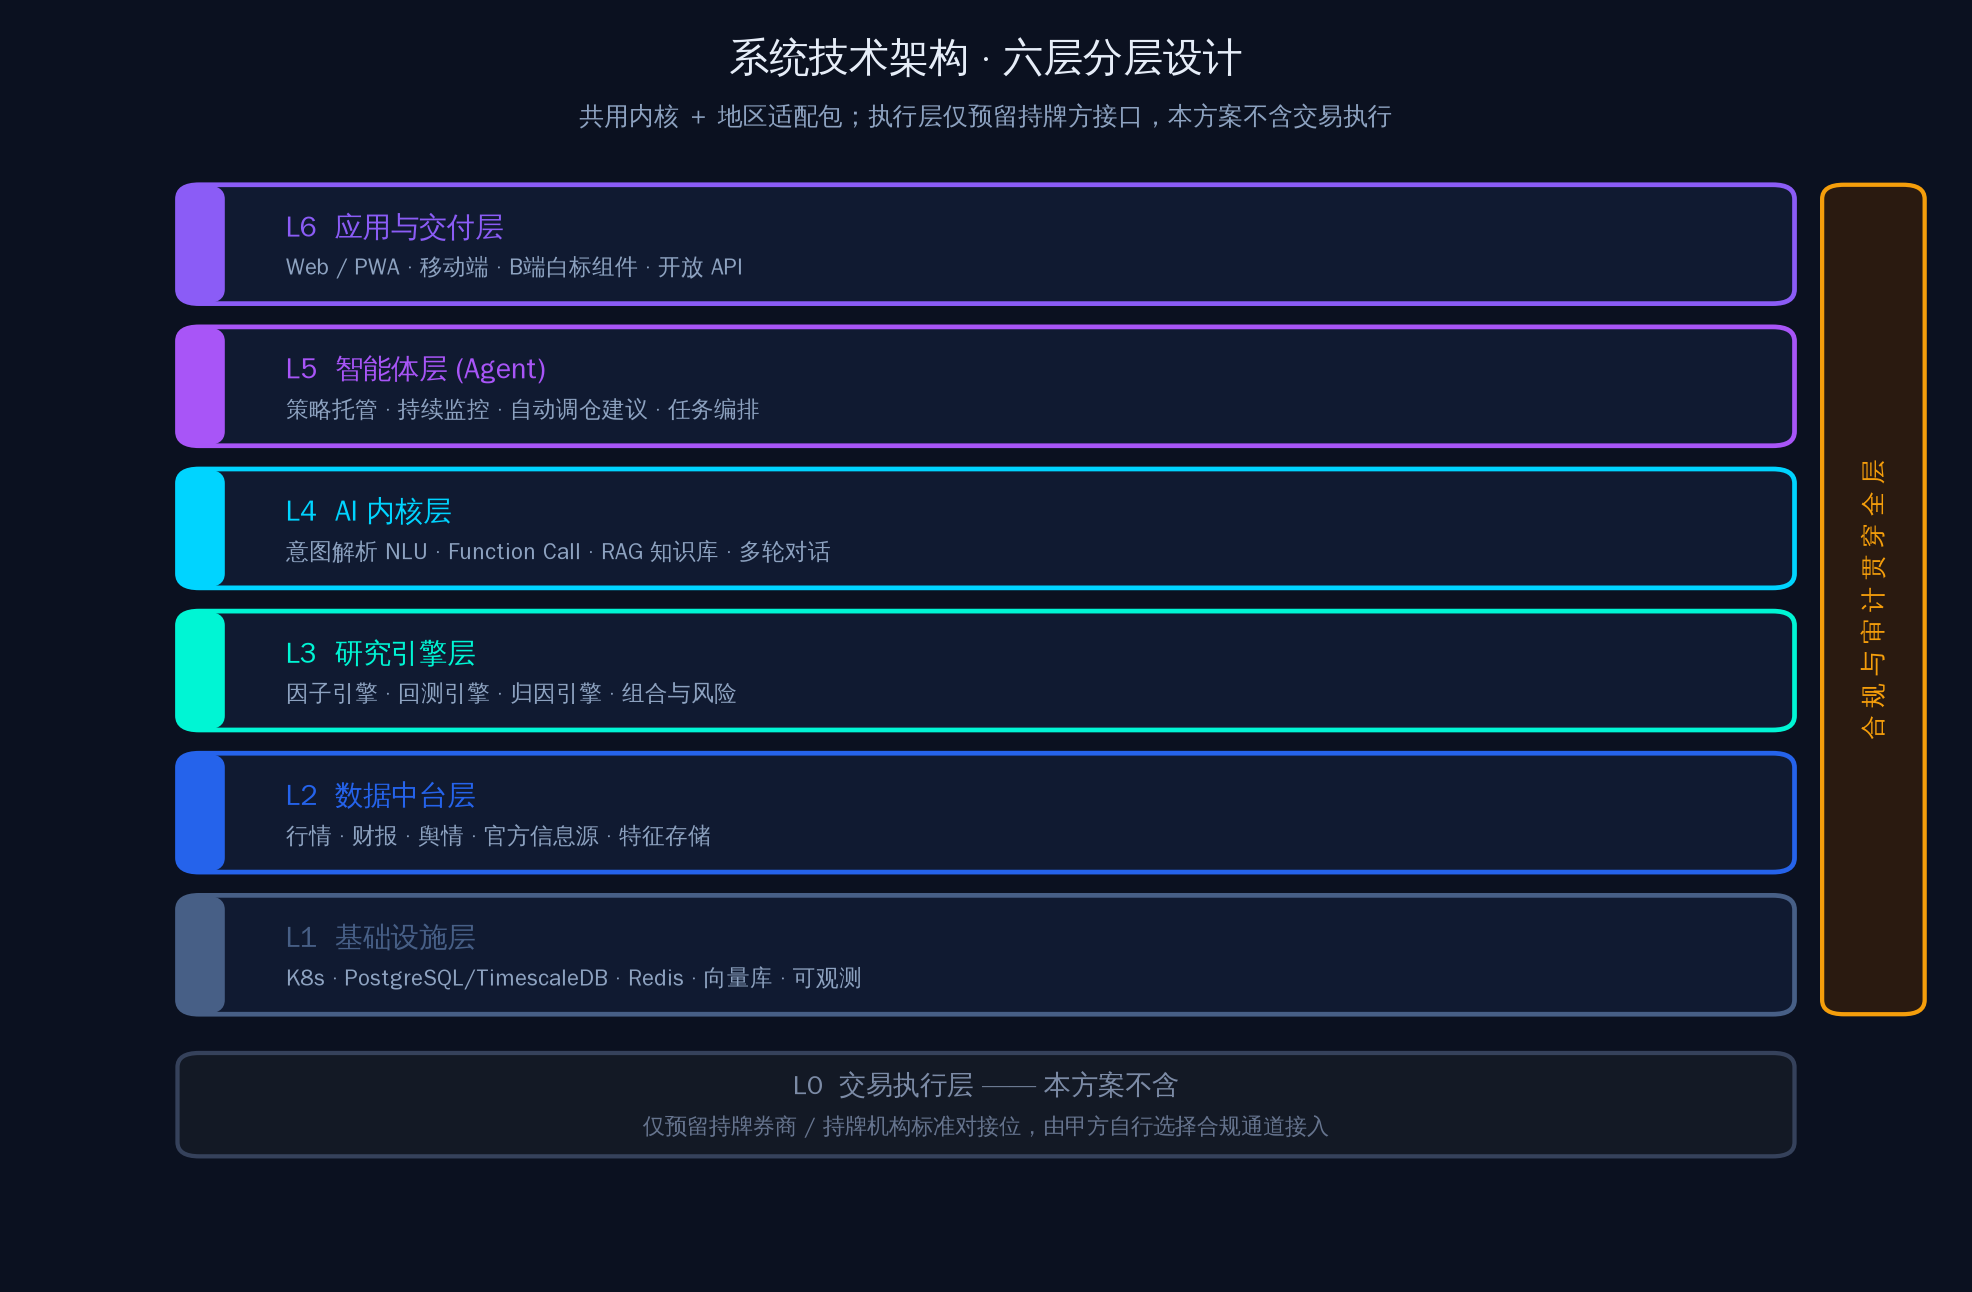 系统技术架构 · 六层分层设计
共用内核 + 地区适配包；执行层仅预留持牌方接口，本方案不含交易执行
L6 应用与交付层
Web / PWA · 移动端 · B端白标组件 · 开放 API
L5 智能体层 (Agent)
策略托管 · 持续监控 · 自动调仓建议 · 任务编排
L4 AI 内核层
意图解析 NLU · Function Call · RAG 知识库 · 多轮对话
L3 研究引擎层
因子引擎 · 回测引擎 · 归因引擎 · 组合与风险
L2 数据中台层
行情 · 财报 · 舆情 · 官方信息源 · 特征存储
L1 基础设施层
K8s · PostgreSQL/TimescaleDB · Redis · 向量库 · 可观测
合规与审计贯穿全层
L0 交易执行层 —— 本方案不含
仅预留持牌券商 / 持牌机构标准对接位，由甲方自行选择合规通道接入